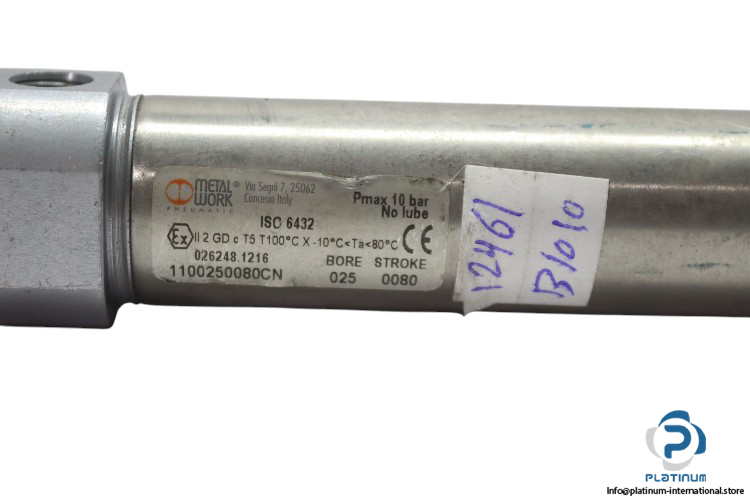 METAL® WORK
PNEUMATIC
Via Segni 7, 25062
Concesio Italy
Pmax 10 bar
No lube
ISO 6432
Ex II 2 GD c T5 T100°C X -10°C<Ta<80°C CE
026248.1216
BORE STROKE
1100250080CN 025 0080
12461
B1010
P
PLATINUM
Info@platinum-international.store